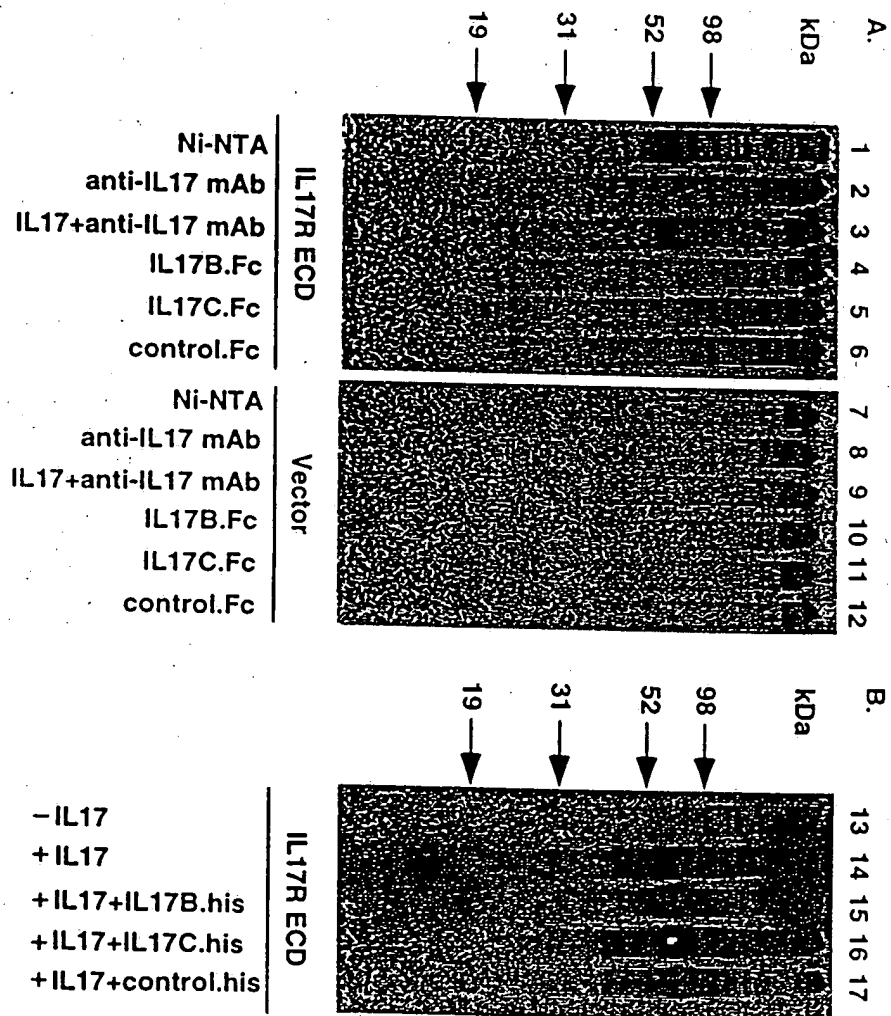 A.
kDa
98
52
31
19
1 2 3 4 5 6
Ni-NTA
anti-IL17 mAb
IL17+anti-IL17 mAb
IL17B.Fc
IL17C.Fc
control.Fc
IL17R ECD
7 8 9 10 11 12
Ni-NTA
anti-IL17 mAb
IL17+anti-IL17 mAb
IL17B.Fc
IL17C.Fc
control.Fc
Vector
B.
kDa
98
52
31
19
13 14 15 16 17
-IL17
+IL17
+IL17+IL17B.his
+IL17+IL17C.his
+IL17+control.his
IL17R ECD